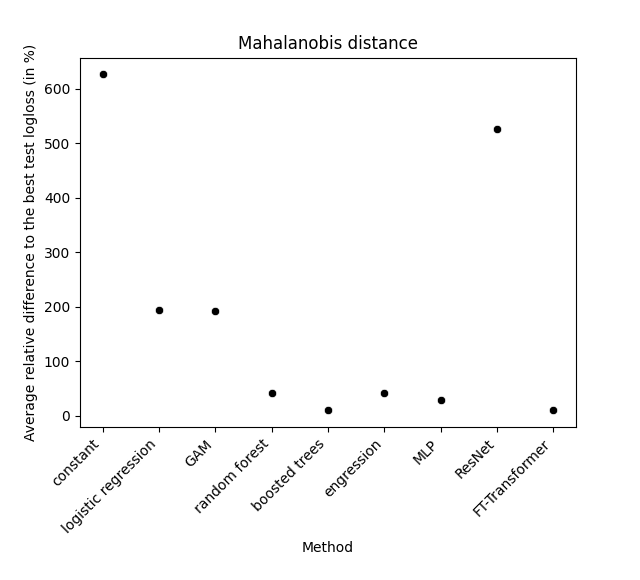 Mahalanobis distance
Average relative difference to the best test logloss (in %)
600
500
400
300
200
100
0
constant
logistic regression
GAM
random forest
boosted trees
engression
MLP
ResNet
FT-Transformer
Method